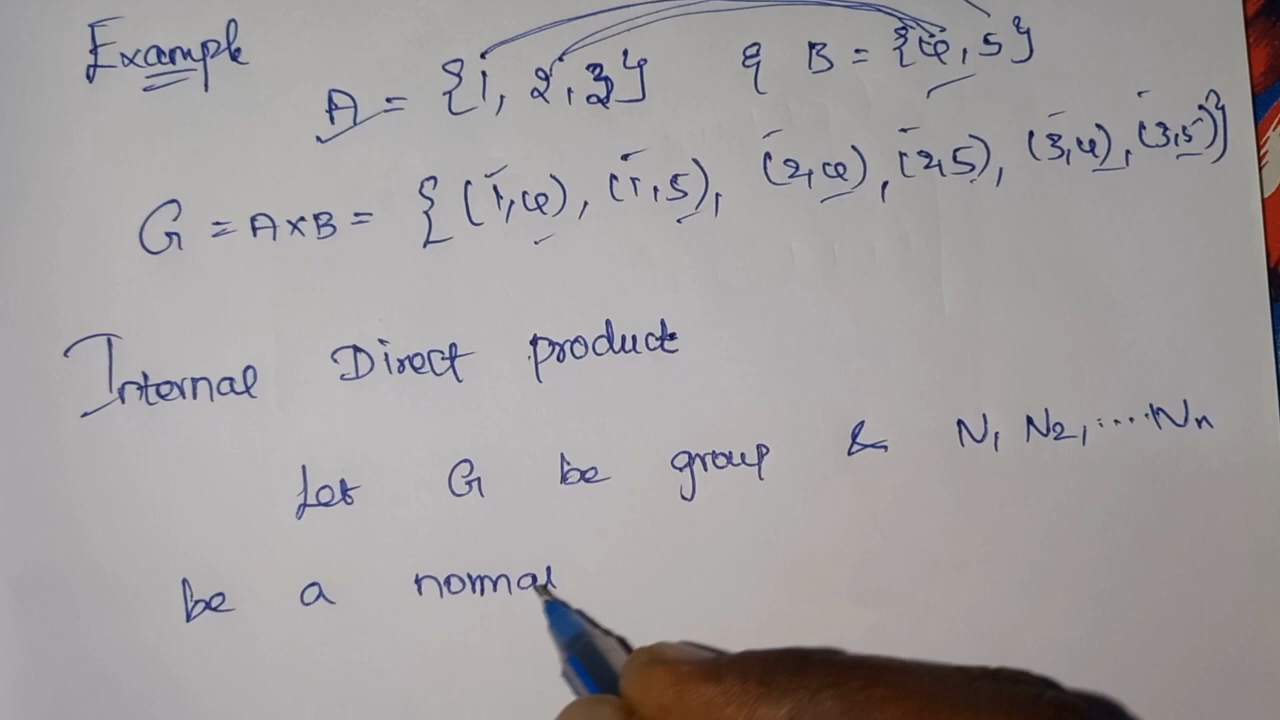 Example
A = {1, 2, 3} & B = {4, 5}
G = A×B = { (1,4), (1,5), (2,4), (2,5), (3,4), (3,5)}
Internal Direct product
Let G be group & N1 N2, .... Nn
be a normal